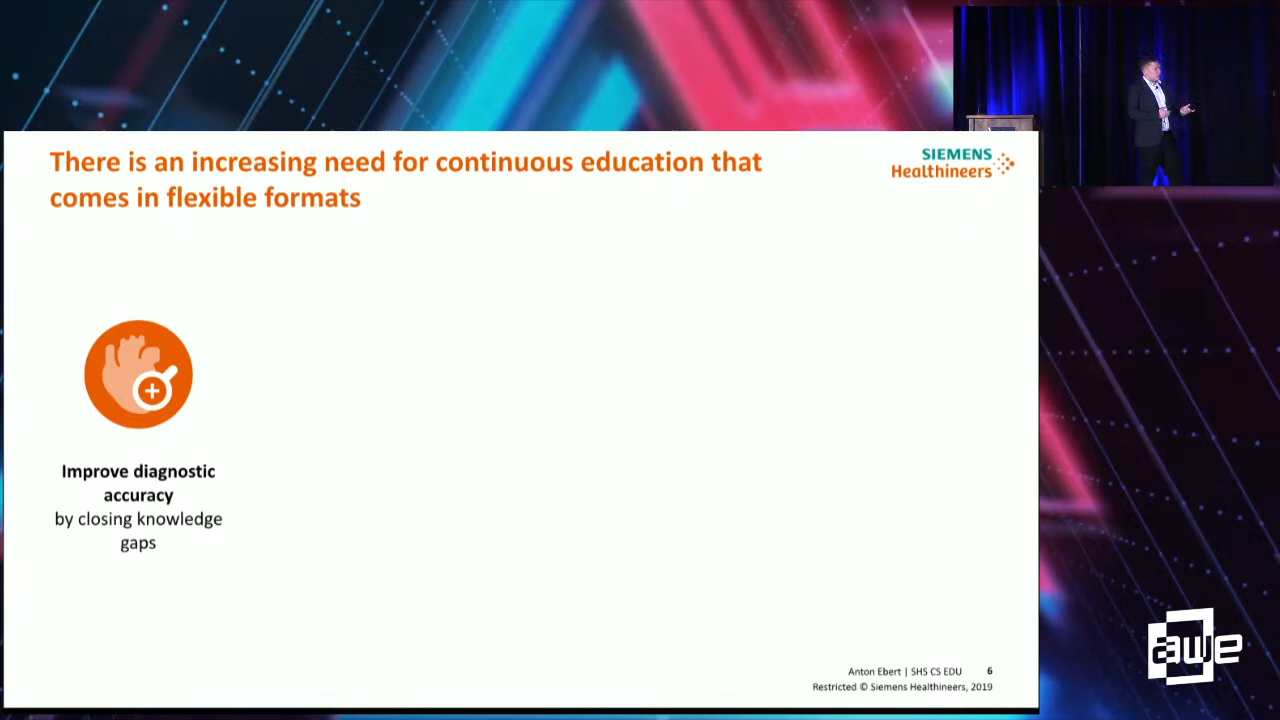 There is an increasing need for continuous education that
comes in flexible formats
SIEMENS
Healthineers
Improve diagnostic
accuracy
by closing knowledge
gaps
Anton Ebert | SHS CS EDU 6
Restricted © Siemens Healthineers, 2019
awe